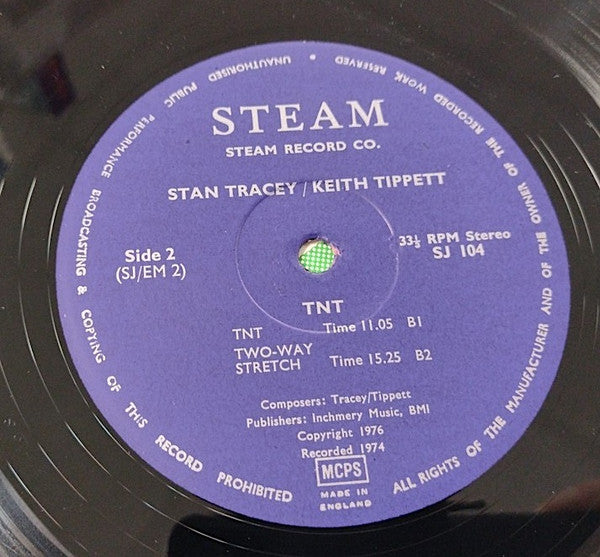 STEAM
STEAM RECORD CO.
STAN TRACEY / KEITH TIPPETT
Side 2
(SJ/EM 2)
33⅓ RPM Stereo
SJ 104
TNT
TNT Time 11.05 B1
TWO-WAY
STRETCH Time 15.25 B2
Composers: Tracey/Tippett
Publishers: Inchmery Music, BMI
Copyright 1976
Recorded 1974
MCPS
MADE IN
ENGLAND
ALL RIGHTS OF THE MANUFACTURER AND OF THE OWNER OF THE RECORDED WORK RESERVED • UNAUTHORISED PUBLIC PERFORMANCE BROADCASTING & COPYING OF THIS RECORD PROHIBITED